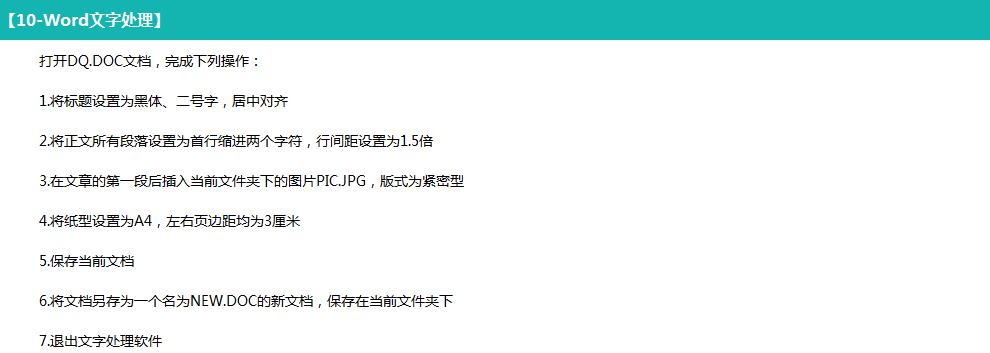 【10-Word文字处理】
打开DQ.DOC文档，完成下列操作：
1.将标题设置为黑体、二号字，居中对齐
2.将正文所有段落设置为首行缩进两个字符，行间距设置为1.5倍
3.在文章的第一段后插入当前文件夹下的图片PIC.JPG，版式为紧密型
4.将纸型设置为A4，左右页边距均为3厘米
5.保存当前文档
6.将文档另存为一个名为NEW.DOC的新文档，保存在当前文件夹下
7.退出文字处理软件